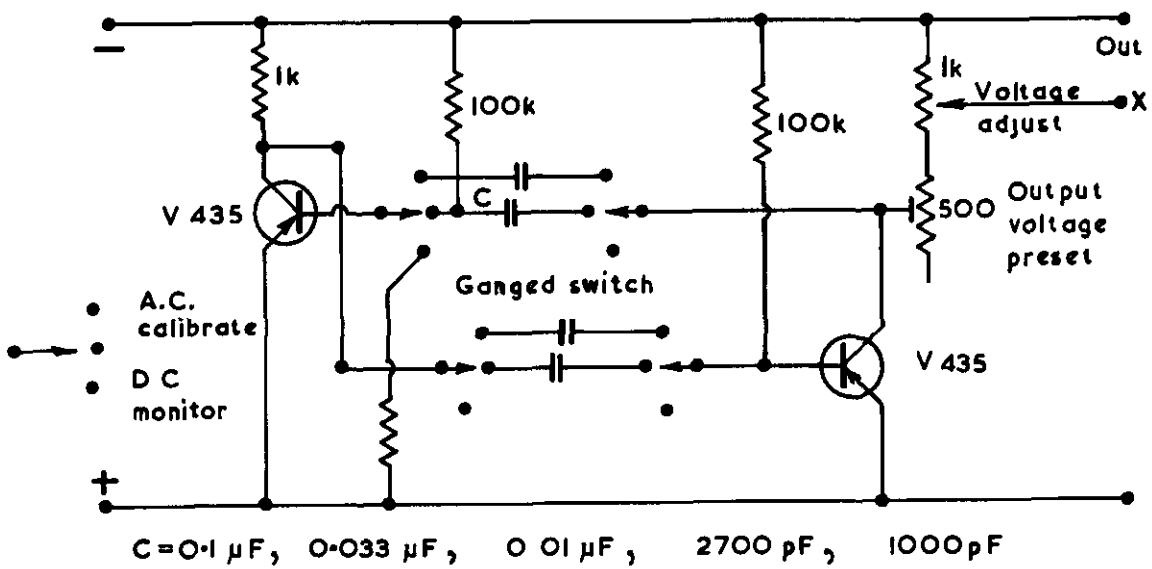 −
Out
1k
100k
100k
1k
Voltage
adjust
X
C
V 435
500
Output
voltage
preset
Ganged switch
A.C.
calibrate
D C
monitor
V 435
+
C=0·1 µF, 0·033 µF, 0 01 µF, 2700 pF, 1000pF